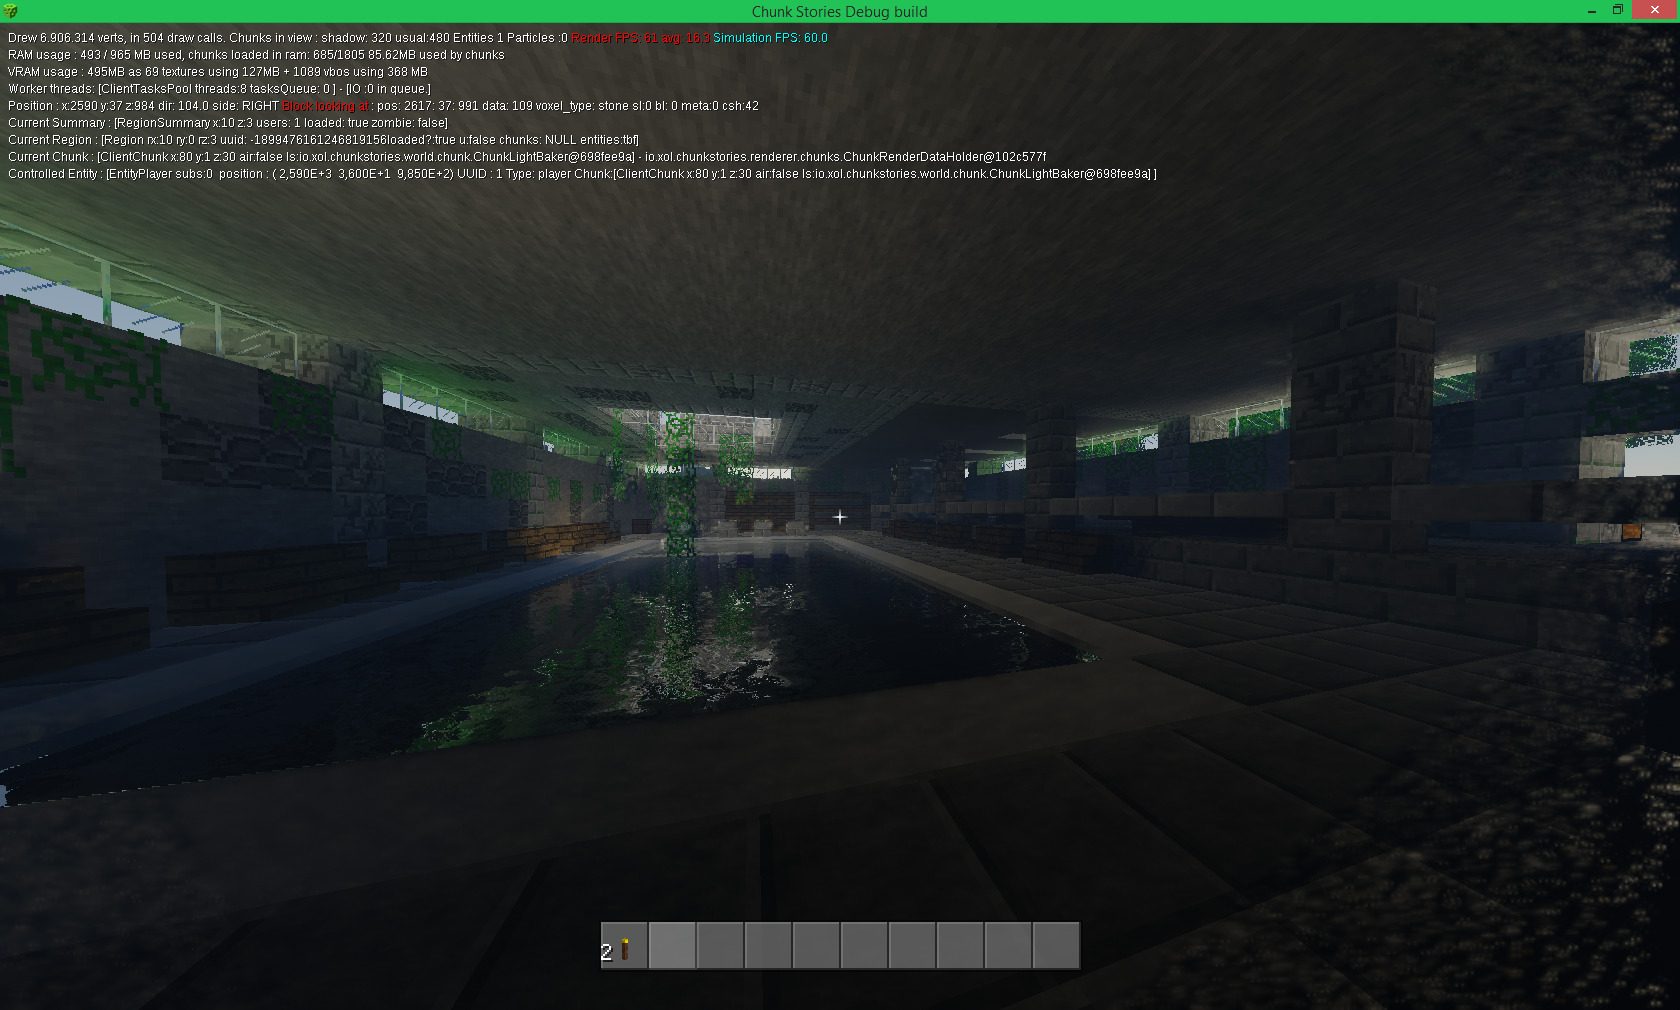 Chunk Stories Debug build
Drew 6.906.314 verts, in 504 draw calls. Chunks in view : shadow: 320 usual:480 Entities 1 Particles :0 Render FPS: 61 avg: 16.3 Simulation FPS: 60.0
RAM usage : 493 / 965 MB used, chunks loaded in ram: 685/1805 85.62MB used by chunks
VRAM usage : 495MB as 69 textures using 127MB + 1089 vbos using 368 MB
Worker threads: [ClientTasksPool threads:8 tasksQueue: 0 ] - [IO :0 in queue.]
Position : x:2590 y:37 z:984 dir: 104.0 side: RIGHT Block looking at : pos: 2617: 37: 991 data: 109 voxel_type: stone sl:0 bl: 0 meta:0 csh:42
Current Summary : [RegionSummary x:10 z:3 users: 1 loaded: true zombie: false]
Current Region : [Region rx:10 ry:0 rz:3 uuid: -1899476161246819156loaded?:true u:false chunks: NULL entities:tbf]
Current Chunk : [ClientChunk x:80 y:1 z:30 air:false ls:io.xol.chunkstories.world.chunk.ChunkLightBaker@698fee9a] - io.xol.chunkstories.renderer.chunks.ChunkRenderDataHolder@102c577f
Controlled Entity : [EntityPlayer subs:0 position : ( 2,590E+3 3,600E+1 9,850E+2) UUID : 1 Type: player Chunk:[ClientChunk x:80 y:1 z:30 air:false ls:io.xol.chunkstories.world.chunk.ChunkLightBaker@698fee9a] ]
2